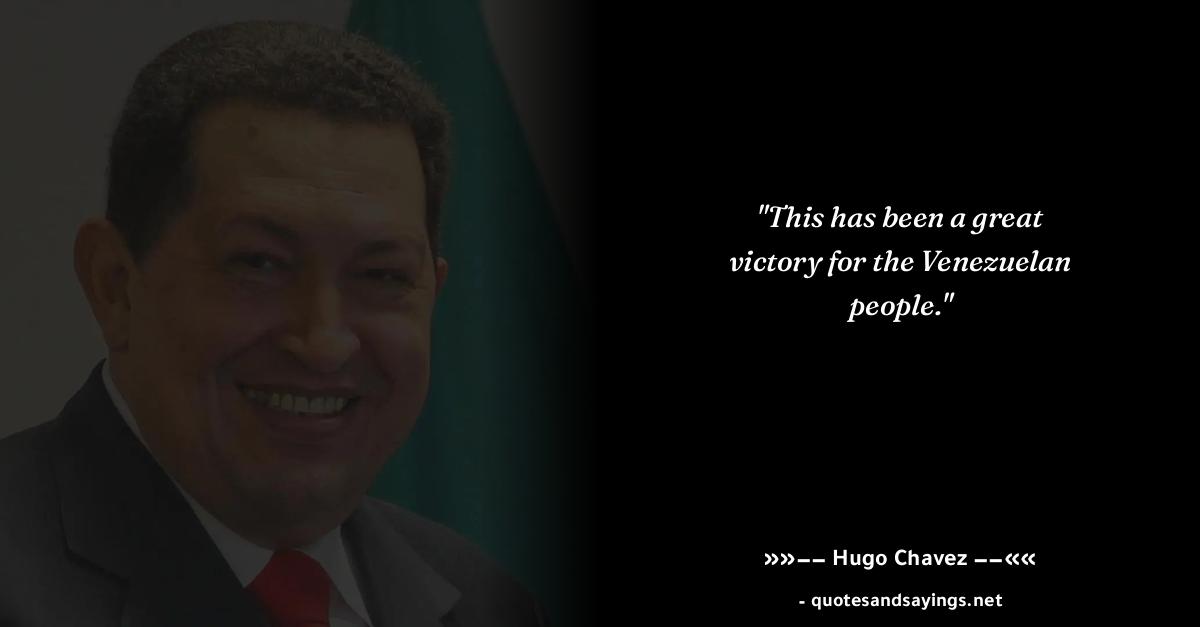 "This has been a great
victory for the Venezuelan
people."
»»–– Hugo Chavez ––««
- quotesandsayings.net